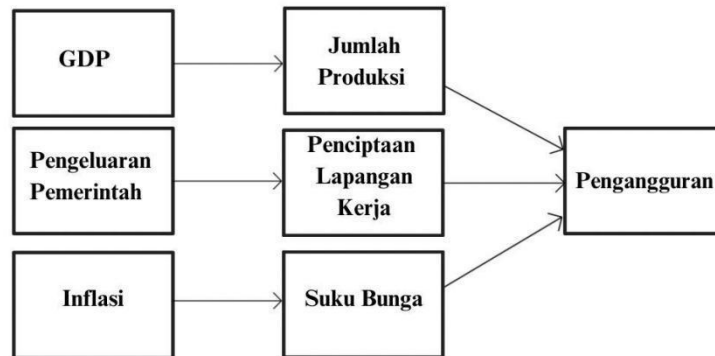 GDP
Jumlah
Produksi
Pengeluaran
Pemerintah
Penciptaan
Lapangan
Kerja
Pengangguran
Inflasi
Suku Bunga